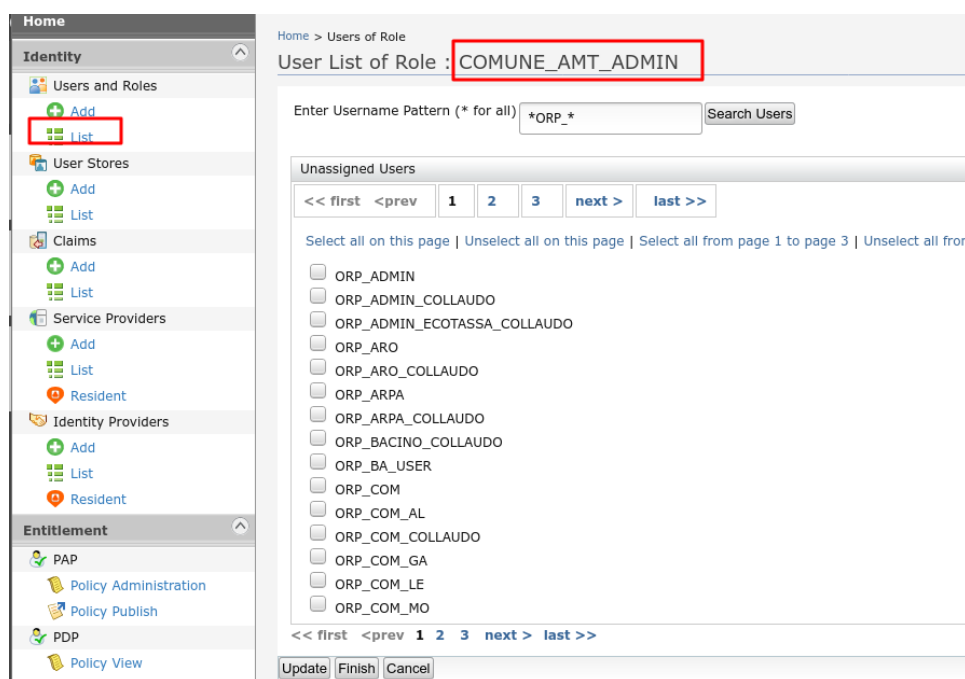 Home
Identity
Users and Roles
Add
List
User Stores
Add
List
Claims
Add
List
Service Providers
Add
List
Resident
Identity Providers
Add
List
Resident
Entitlement
PAP
Policy Administration
Policy Publish
PDP
Policy View
Home > Users of Role
User List of Role : COMUNE_AMT_ADMIN
Enter Username Pattern (* for all) *ORP_* Search Users
Unassigned Users
<< first <prev 1 2 3 next > last >>
Select all on this page | Unselect all on this page | Select all from page 1 to page 3 | Unselect all
ORP_ADMIN
ORP_ADMIN_COLLAUDO
ORP_ADMIN_ECOTASSA_COLLAUDO
ORP_ARO
ORP_ARO_COLLAUDO
ORP_ARPA
ORP_ARPA_COLLAUDO
ORP_BACINO_COLLAUDO
ORP_BA_USER
ORP_COM
ORP_COM_AL
ORP_COM_COLLAUDO
ORP_COM_GA
ORP_COM_LE
ORP_COM_MO
<< first <prev 1 2 3 next > last >>
Update Finish Cancel